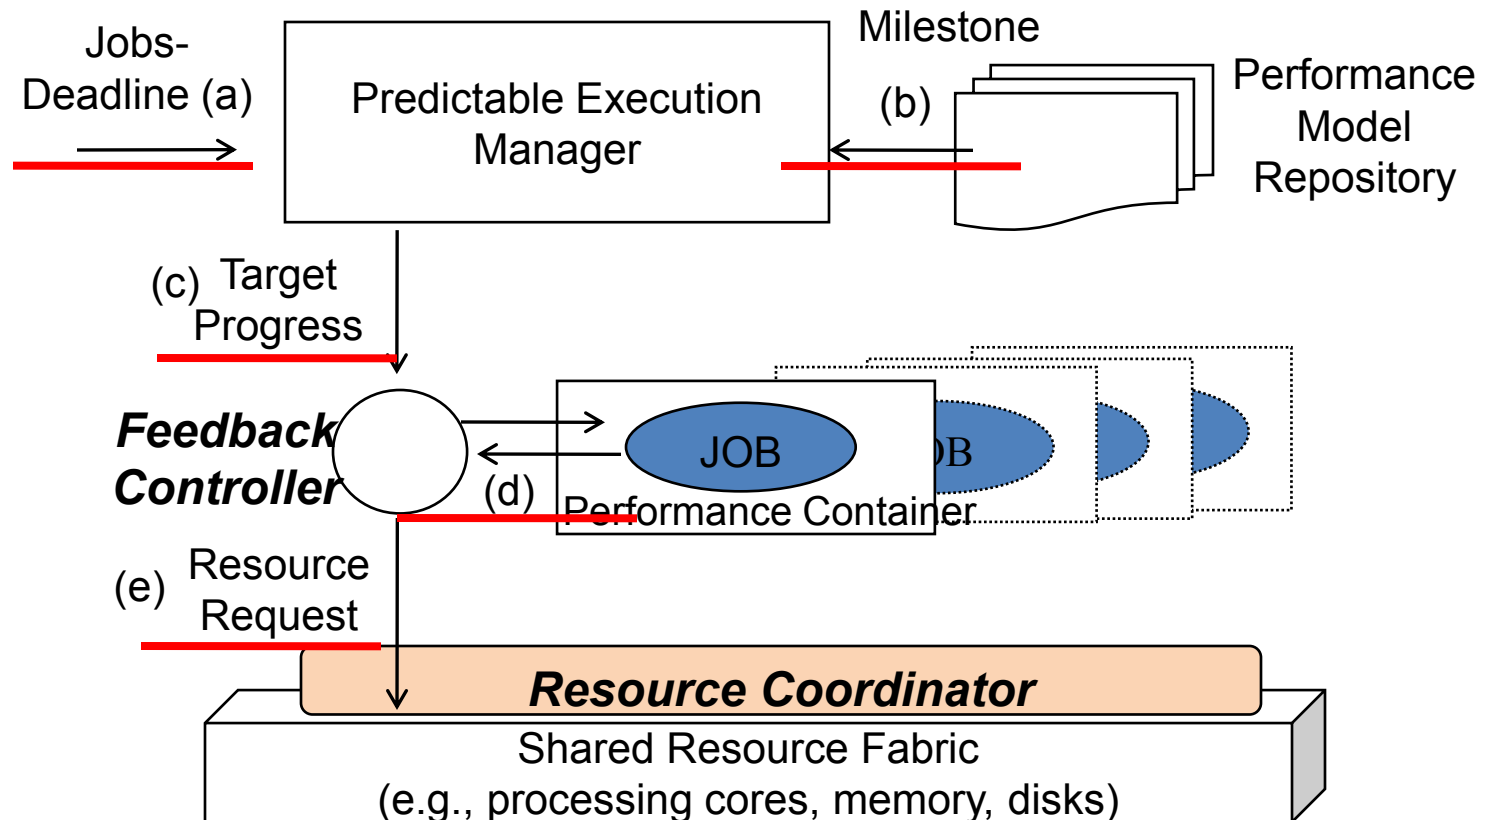 Jobs-
Deadline (a)
Predictable Execution
Manager
Milestone
(b)
Performance
Model
Repository
(c) Target
Progress
Feedback
Controller
(d)
JOB
OB
Performance Container
(e) Resource
Request
Resource Coordinator
Shared Resource Fabric
(e.g., processing cores, memory, disks)